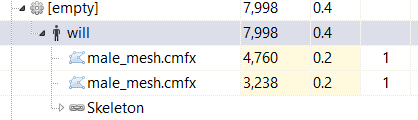 [empty] 7,998 0.4
will 7,998 0.4
male_mesh.cmfx 4,760 0.2 1
male_mesh.cmfx 3,238 0.2 1
Skeleton